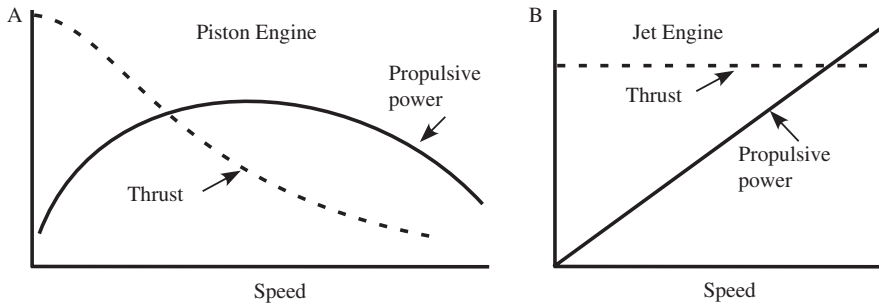 A
Piston Engine
Propulsive
power
Thrust
Speed
B
Jet Engine
Thrust
Propulsive
power
Speed